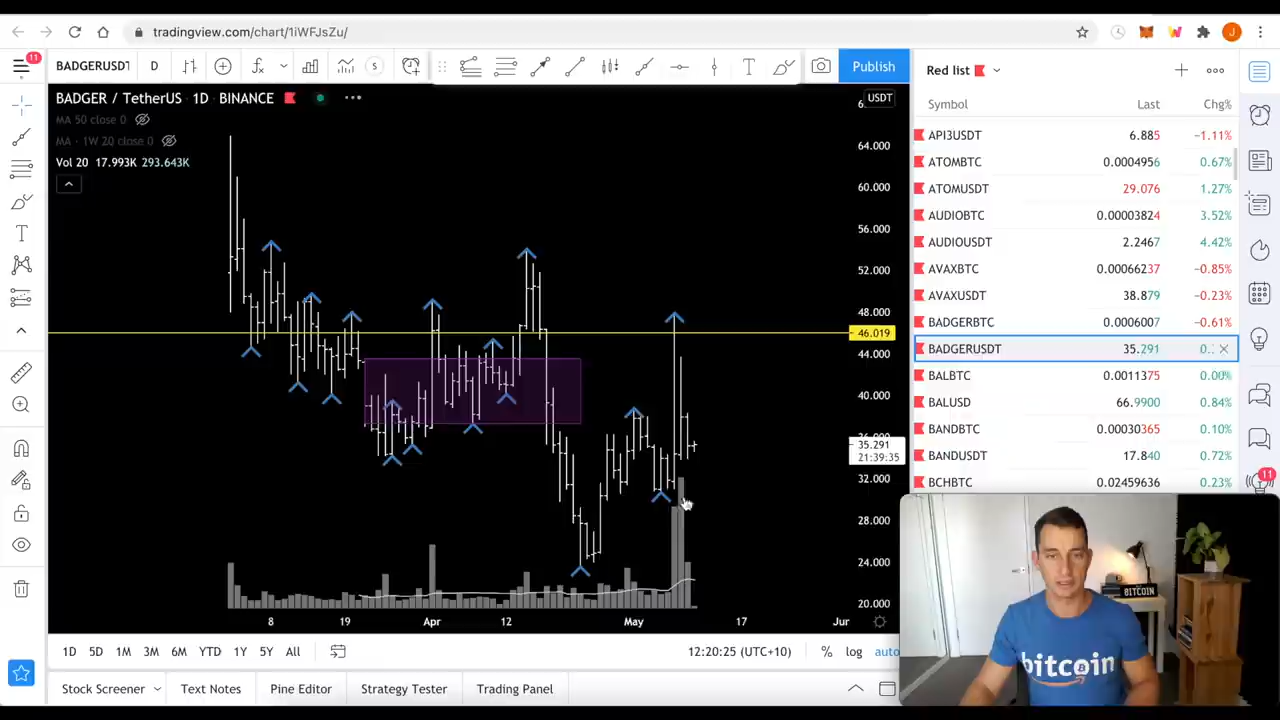 tradingview.com/chart/1iWFJsZu/
11
BADGERUSDT
D
S
Publish
Red list
BADGER / TetherUS · 1D · BINANCE
USDT
MA 50 close 0
MA · 1W 20 close 0
Vol 20 17.993K 293.643K
Symbol Last Chg%
API3USDT 6.885 −1.11%
ATOMBTC 0.0004956 0.67%
ATOMUSDT 29.076 1.27%
AUDIOBTC 0.00003824 3.52%
AUDIOUSDT 2.2467 4.42%
AVAXBTC 0.00066237 −0.85%
AVAXUSDT 38.879 −0.23%
BADGERBTC 0.0006007 −0.61%
BADGERUSDT 35.291
BALBTC 0.0011375 0.00%
BALUSD 66.9900 0.84%
BANDBTC 0.00030365 0.10%
BANDUSDT 17.840 0.72%
BCHBTC 0.02459636 0.23%
64.000
60.000
56.000
52.000
48.000
46.019
44.000
40.000
36.000
35.291
21:39:35
32.000
28.000
24.000
20.000
8 19 Apr 12 May 17 Jun
1D 5D 1M 3M 6M YTD 1Y 5Y All
12:20:25 (UTC+10) % log auto
Stock Screener Text Notes Pine Editor Strategy Tester Trading Panel
11
J
BITCOIN
bitcoin